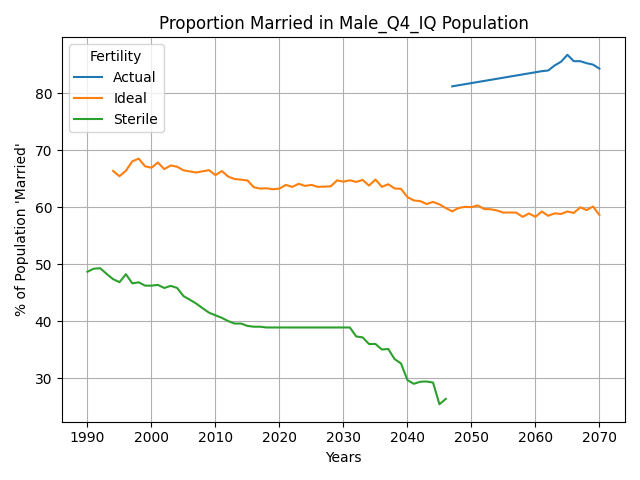 Proportion Married in Male_Q4_IQ Population
Fertility
Actual
Ideal
Sterile
% of Population 'Married'
80
70
60
50
40
30
1990 2000 2010 2020 2030 2040 2050 2060 2070
Years